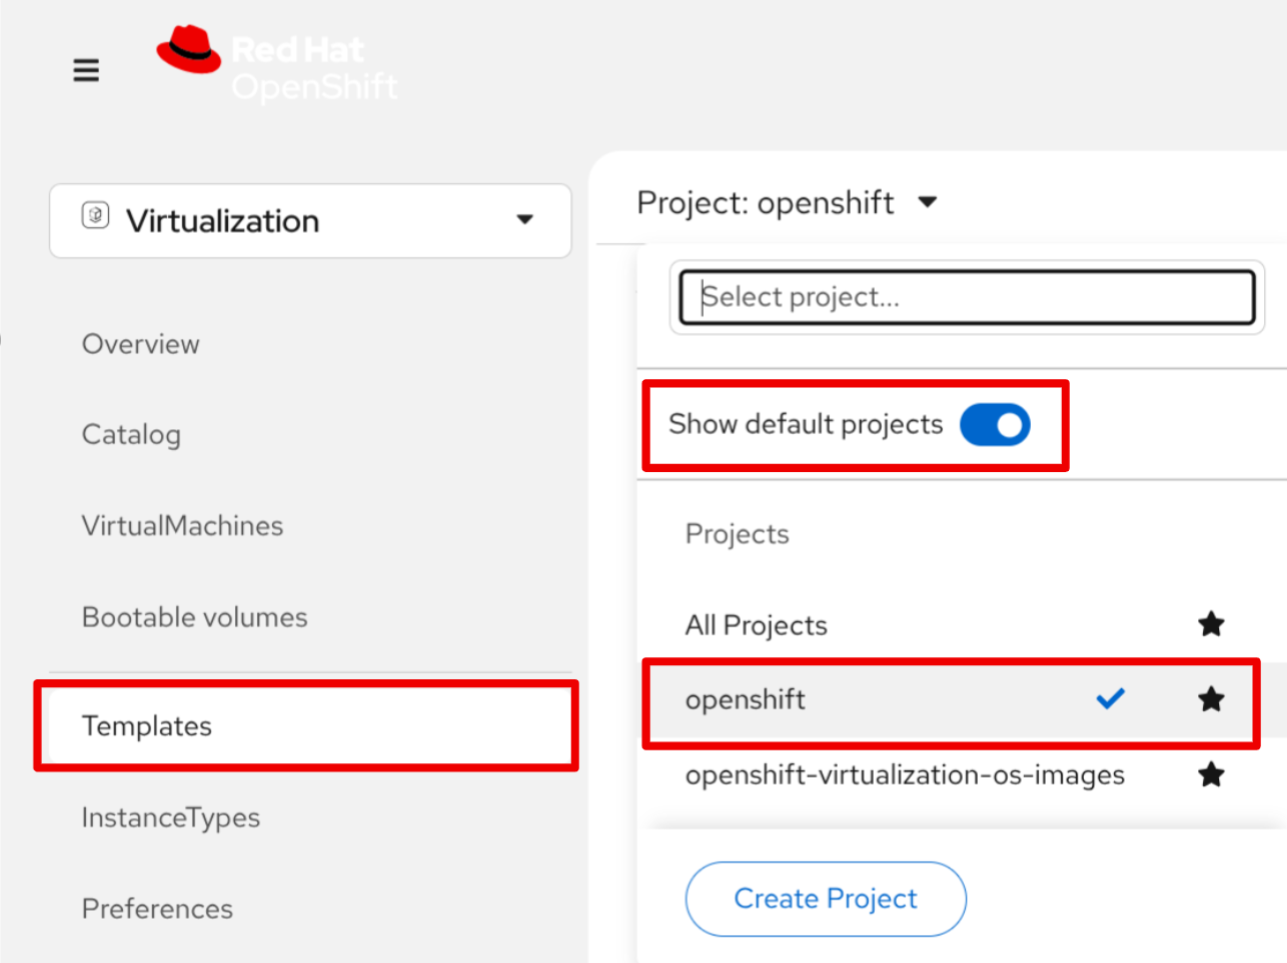 Red Hat
OpenShift
Virtualization
Overview
Catalog
VirtualMachines
Bootable volumes
Templates
InstanceTypes
Preferences
Project: openshift
Select project...
Show default projects
Projects
All Projects
openshift
openshift-virtualization-os-images
Create Project